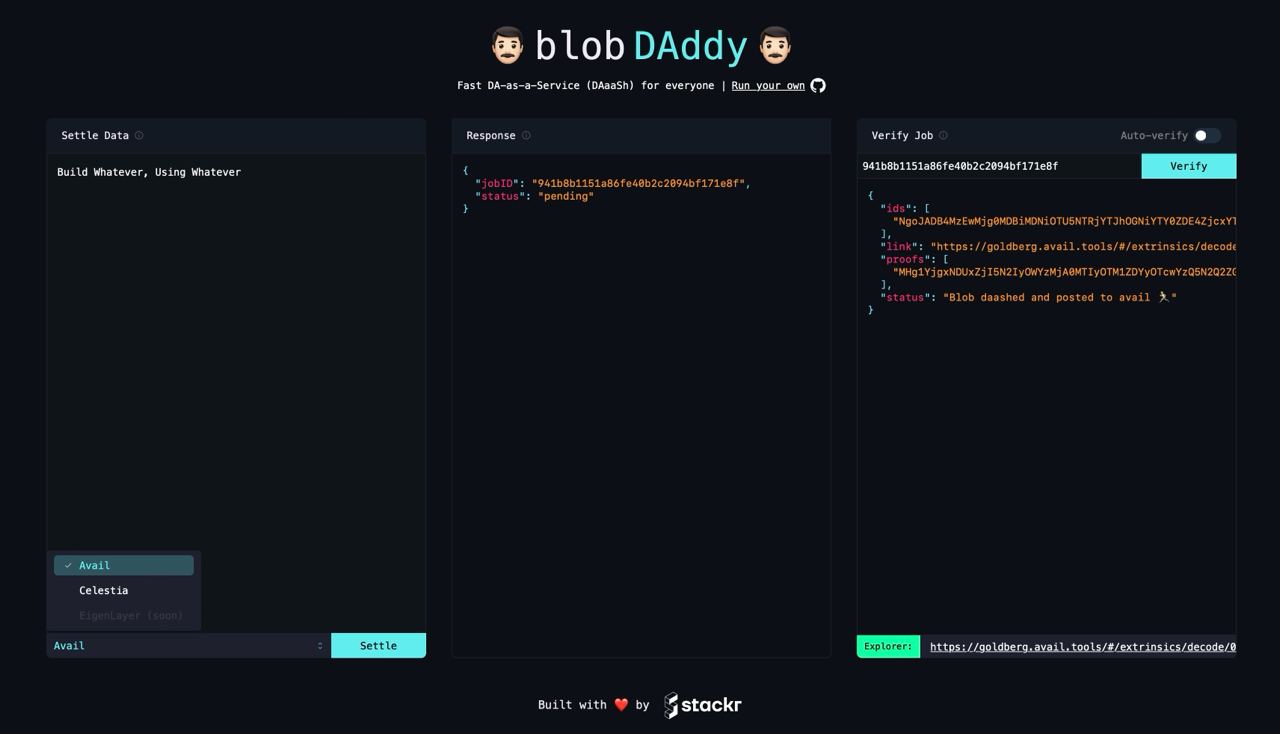 blob DAddy
Fast DA-as-a-Service (DAaaSh) for everyone | Run your own
Settle Data
Build Whatever, Using Whatever
✓ Avail
Celestia
EigenLayer (soon)
Avail
Settle
Response
{
"jobID": "941b8b1151a86fe40b2c2094bf171e8f",
"status": "pending"
}
Verify Job
Auto-verify
941b8b1151a86fe40b2c2094bf171e8f
Verify
{
"ids": [
"NgoJADB4MzEwMjg0MDBiMDNiOTU5NTRjYTJhOGNiYTY0ZDE4ZjcxYT
],
"link": "https://goldberg.avail.tools/#/extrinsics/decode
"proofs": [
"MHg1YjgxNDUxZjI5N2IyOWYzMjA0MTIyOTM1ZDYyOTcwYzQ5N2Q2ZG
],
"status": "Blob daashed and posted to avail 🏃"
}
Explorer:
https://goldberg.avail.tools/#/extrinsics/decode/0
Built with ❤️ by stackr